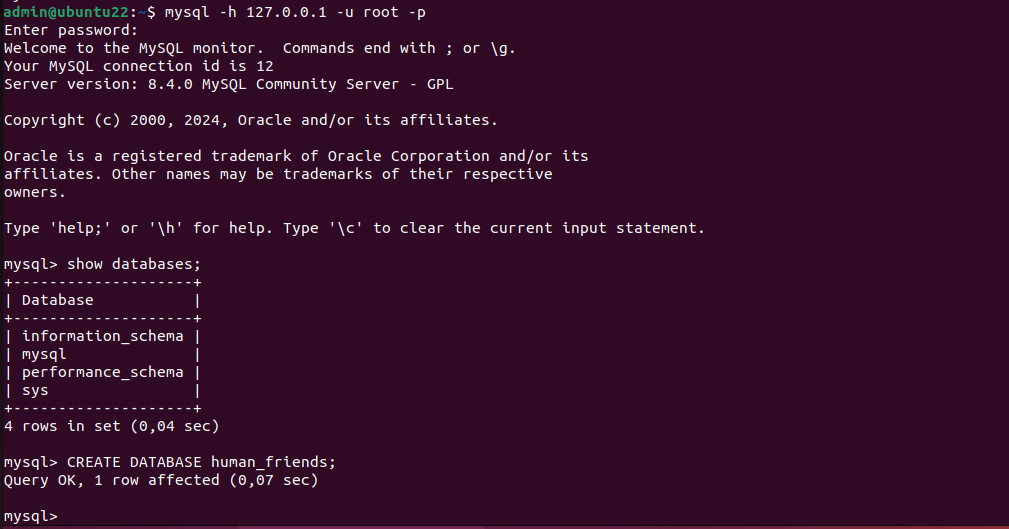 admin@ubuntu22:~$ mysql -h 127.0.0.1 -u root -p
Enter password:
Welcome to the MySQL monitor.  Commands end with ; or \g.
Your MySQL connection id is 12
Server version: 8.4.0 MySQL Community Server - GPL
Copyright (c) 2000, 2024, Oracle and/or its affiliates.
Oracle is a registered trademark of Oracle Corporation and/or its
affiliates. Other names may be trademarks of their respective
owners.
Type 'help;' or '\h' for help. Type '\c' to clear the current input statement.
mysql> show databases;
+--------------------+
| Database           |
+--------------------+
| information_schema |
| mysql              |
| performance_schema |
| sys                |
+--------------------+
4 rows in set (0,04 sec)
mysql> CREATE DATABASE human_friends;
Query OK, 1 row affected (0,07 sec)
mysql>